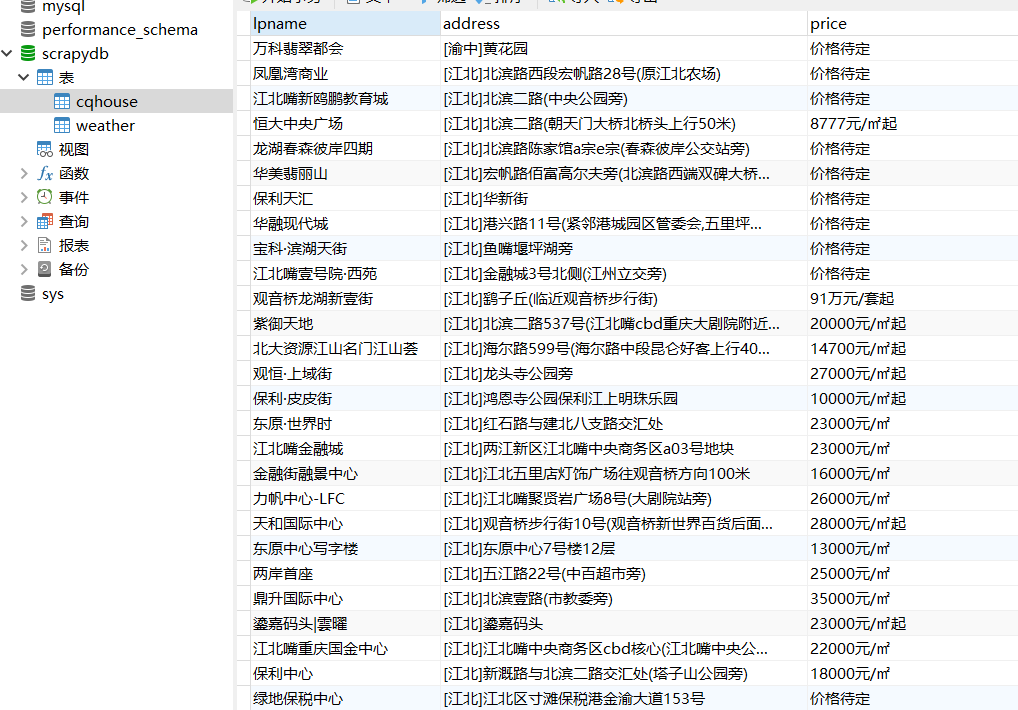 mysql
performance_schema
scrapydb
表
cqhouse
weather
视图
函数
事件
查询
报表
备份
sys
lpname address price
万科翡翠都会 [渝中]黄花园 价格待定
凤凰湾商业 [江北]北滨路西段宏帆路28号(原江北农场) 价格待定
江北嘴新鸥鹏教育城 [江北]北滨二路(中央公园旁) 价格待定
恒大中央广场 [江北]北滨二路(朝天门大桥北桥头上行50米) 8777元/㎡起
龙湖春森彼岸四期 [江北]北滨路陈家馆a宗e宗(春森彼岸公交站旁) 价格待定
华美翡丽山 [江北]宏帆路佰富高尔夫旁(北滨路西端双碑大桥... 价格待定
保利天汇 [江北]华新街 价格待定
华融现代城 [江北]港兴路11号(紧邻港城园区管委会,五里坪... 价格待定
宝科·滨湖天街 [江北]鱼嘴堰坪湖旁 价格待定
江北嘴壹号院·西苑 [江北]金融城3号北侧(江州立交旁) 价格待定
观音桥龙湖新壹街 [江北]鹞子丘(临近观音桥步行街) 91万元/套起
紫御天地 [江北]北滨二路537号(江北嘴cbd重庆大剧院附近... 20000元/㎡起
北大资源江山名门江山荟 [江北]海尔路599号(海尔路中段昆仑好客上行40... 14700元/㎡起
观恒·上域街 [江北]龙头寺公园旁 27000元/㎡起
保利·皮皮街 [江北]鸿恩寺公园保利江上明珠乐园 10000元/㎡起
东原·世界时 [江北]红石路与建北八支路交汇处 23000元/㎡
江北嘴金融城 [江北]两江新区江北嘴中央商务区a03号地块 23000元/㎡
金融街融景中心 [江北]江北五里店灯饰广场往观音桥方向100米 16000元/㎡
力帆中心-LFC [江北]江北嘴聚贤岩广场8号(大剧院站旁) 26000元/㎡
天和国际中心 [江北]观音桥步行街10号(观音桥新世界百货后面... 28000元/㎡起
东原中心写字楼 [江北]东原中心7号楼12层 13000元/㎡
两岸首座 [江北]五江路22号(中百超市旁) 25000元/㎡
鼎升国际中心 [江北]北滨壹路(市教委旁) 35000元/㎡
鎏嘉码头|雲曜 [江北]鎏嘉码头 23000元/㎡起
江北嘴重庆国金中心 [江北]江北嘴中央商务区cbd核心(江北嘴中央公... 22000元/㎡
保利中心 [江北]新溉路与北滨二路交汇处(塔子山公园旁) 18000元/㎡
绿地保税中心 [江北]江北区寸滩保税港金渝大道153号 价格待定